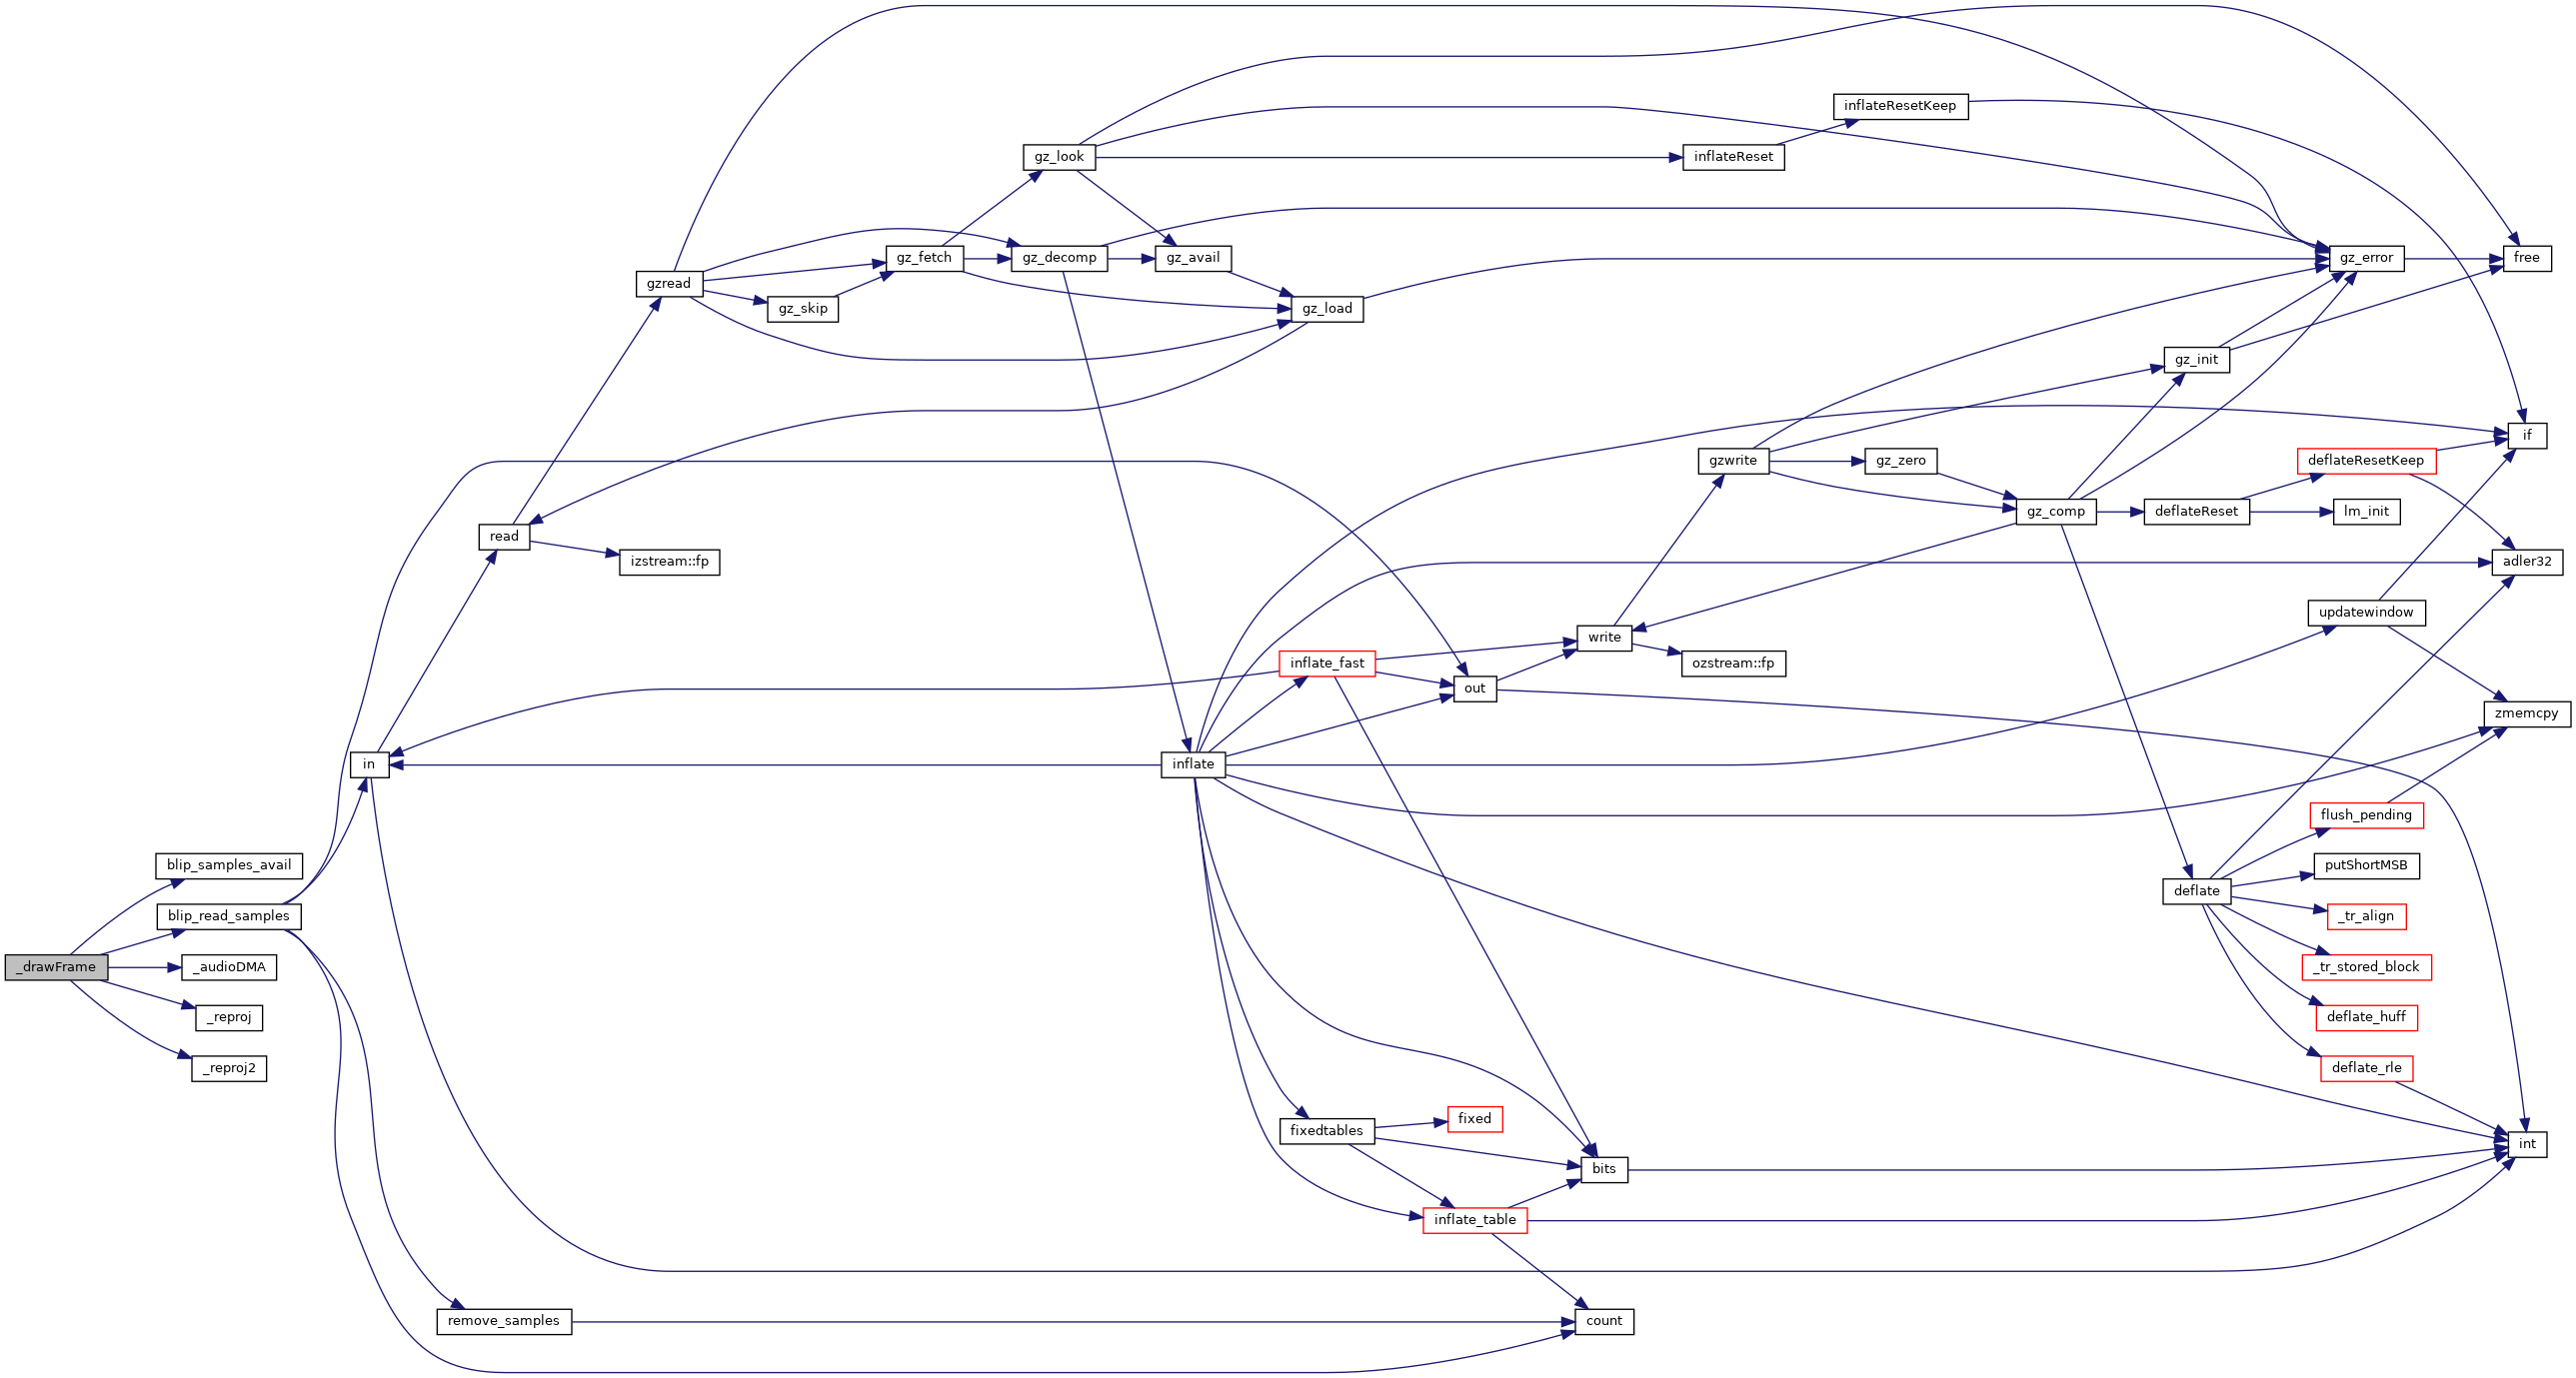 _drawFrame
blip_samples_avail
blip_read_samples
_audioDMA
_reproj
_reproj2
in
read
izstream::fp
remove_samples
gzread
gz_skip
gz_fetch
gz_look
gz_decomp
gz_avail
gz_load
inflate
inflate_fast
fixedtables
out
fixed
inflate_table
write
bits
count
inflateReset
gzwrite
ozstream::fp
inflateResetKeep
gz_zero
gz_comp
gz_init
deflateReset
deflate
gz_error
deflateResetKeep
lm_init
updatewindow
flush_pending
putShortMSB
_tr_align
_tr_stored_block
deflate_huff
deflate_rle
free
if
adler32
zmemcpy
int